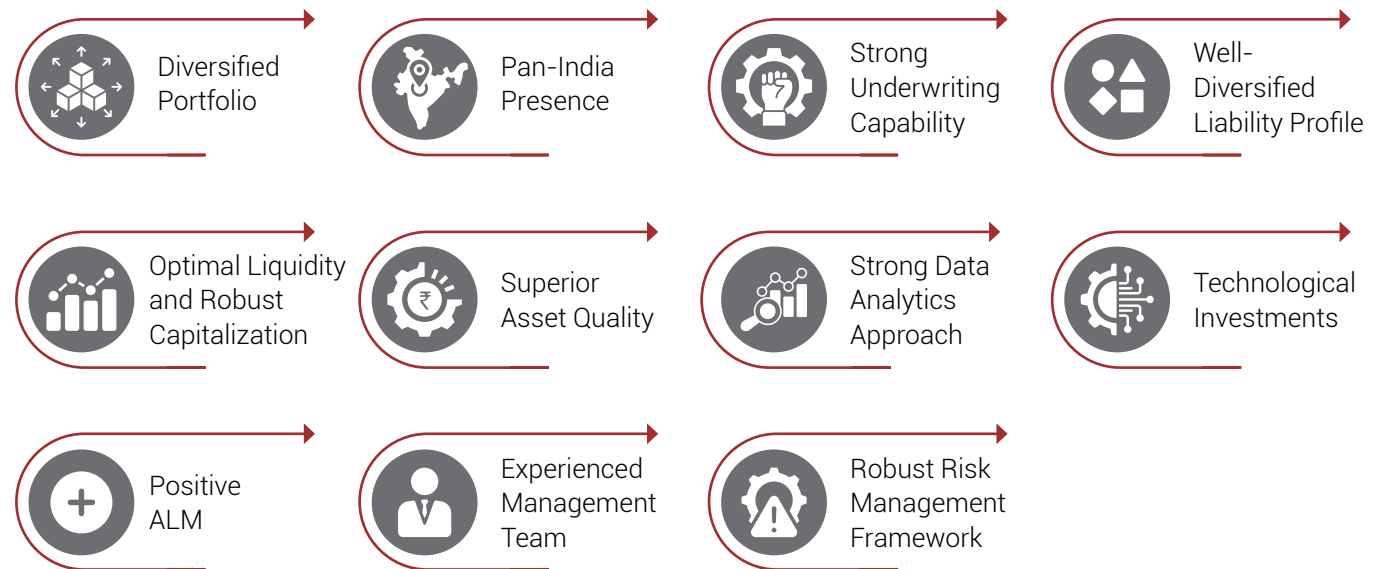 Diversified
Portfolio
Pan-India
Presence
Strong
Underwriting
Capability
Well-
Diversified
Liability Profile
Optimal Liquidity
and Robust
Capitalization
₹
Superior
Asset Quality
Strong Data
Analytics
Approach
Technological
Investments
Positive
ALM
Experienced
Management
Team
Robust Risk
Management
Framework